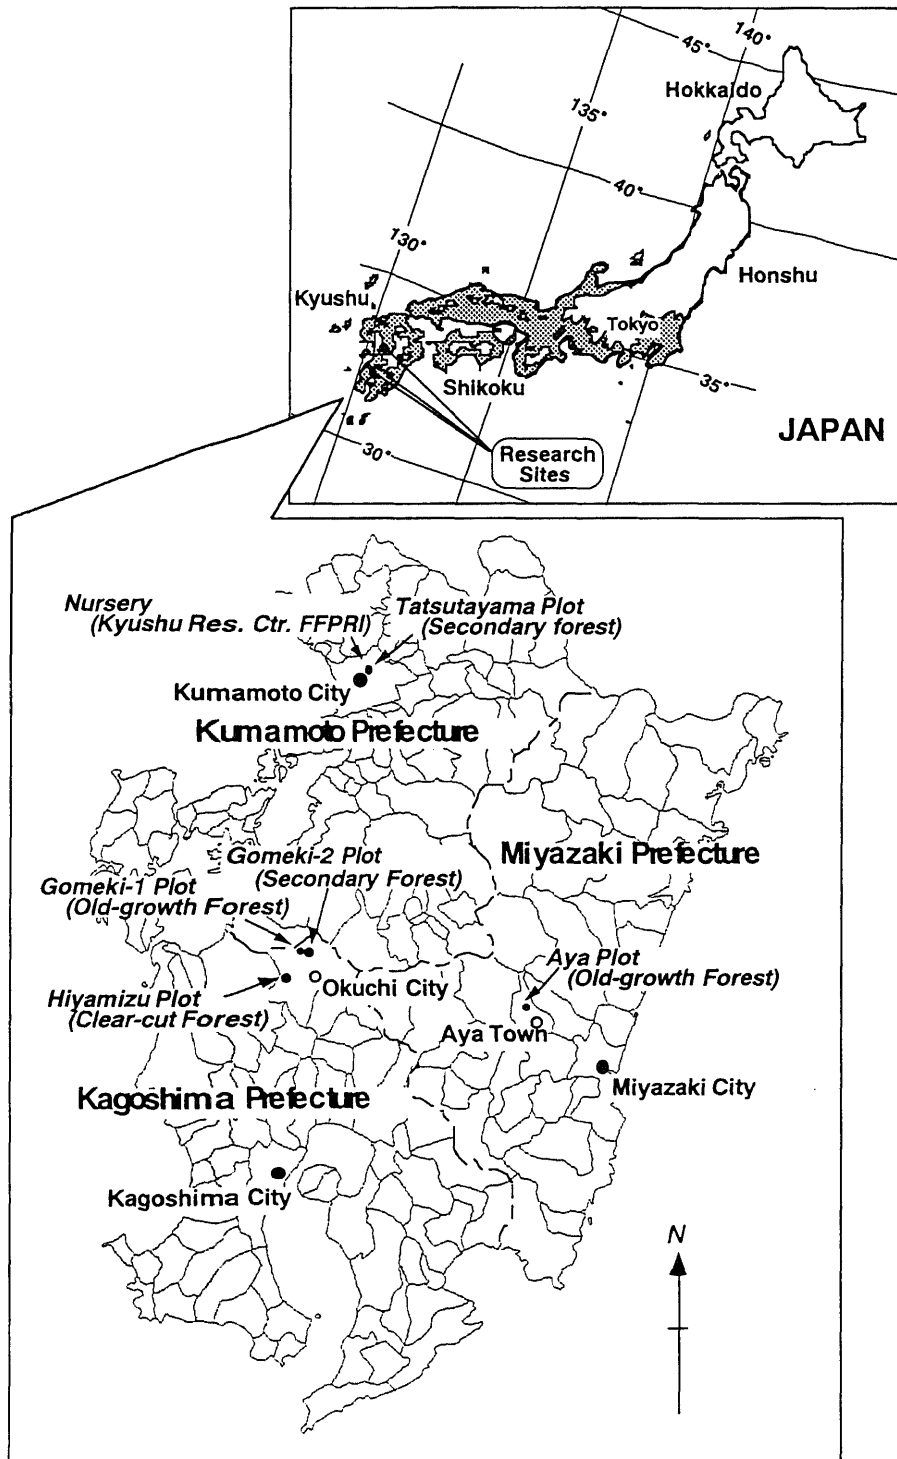 45°
140°
Hokkaido
135°
40°
130°
Honshu
Kyushu
Tokyo
Shikoku
35°
JAPAN
30°
Research
Sites
Nursery
(Kyushu Res. Ctr. FFPRI)
Tatsutayama Plot
(Secondary forest)
Kumamoto City
Kumamoto Prefecture
Gomeki-2 Plot
(Secondary Forest)
Miyazaki Prefecture
Gomeki-1 Plot
(Old-growth Forest)
Aya Plot
(Old-growth Forest)
Hiyamizu Plot
(Clear-cut Forest)
Okuchi City
Aya Town
Miyazaki City
Kagoshima Prefecture
Kagoshima City
N